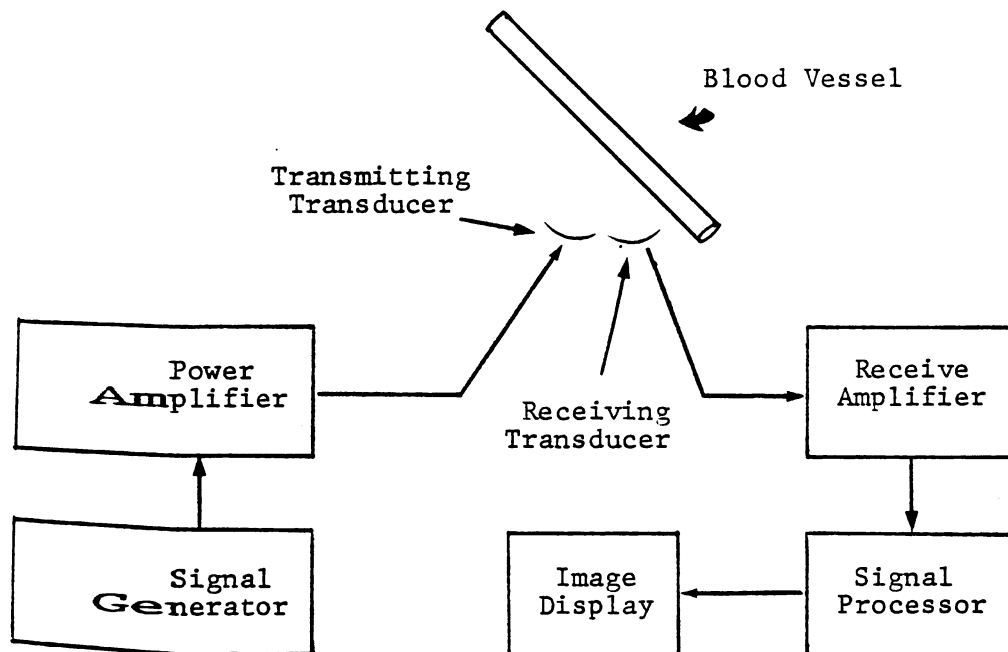 Blood Vessel
Transmitting
Transducer
Power
Amplifier
Receiving
Transducer
Receive
Amplifier
Signal
Generator
Image
Display
Signal
Processor